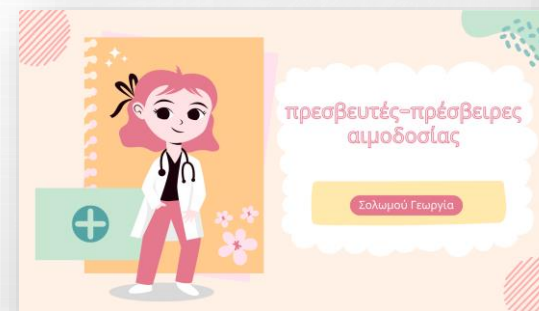 πρεσβευτές-πρέσβειρες
αιμοδοσίας
Σολωμού Γεωργία